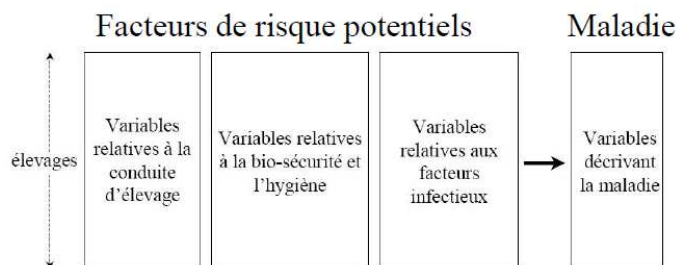 Facteurs de risque potentiels
Maladie
élevages
Variables
relatives à la
conduite
d'élevage
Variables relatives
à la bio-sécurité et
l'hygiène
Variables
relatives aux
facteurs
infectieux
Variables
décrivant
la maladie